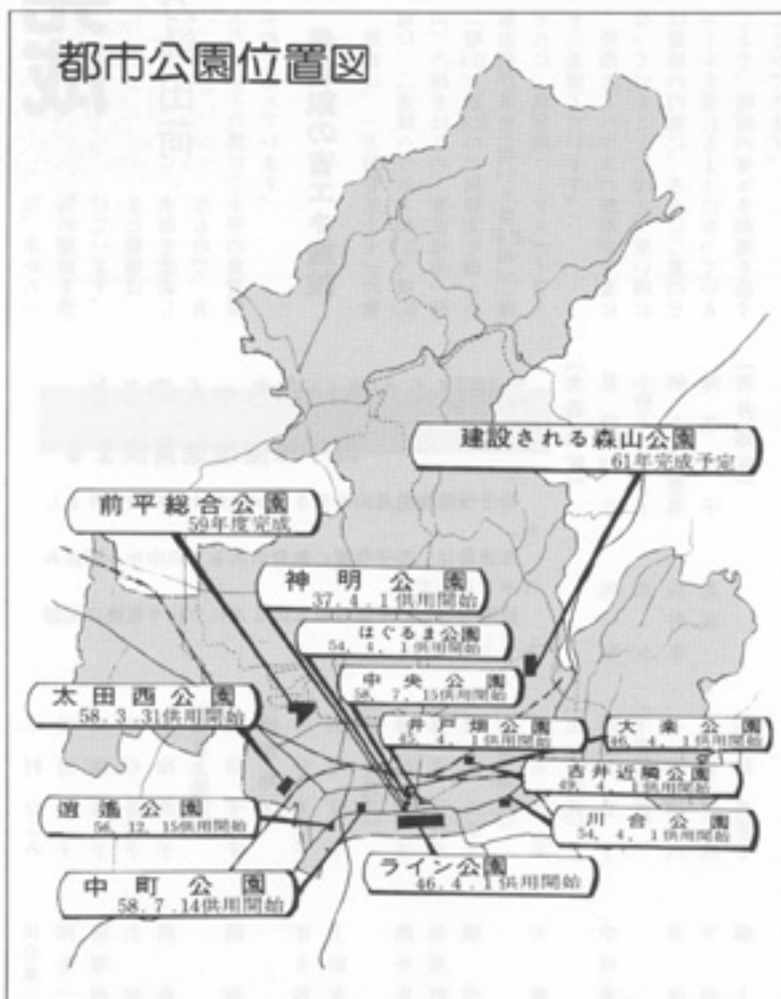 都市公園位置図
建設される森山公園
61年完成予定
前平総合公園
59年度完成
神明公園
37.4.1供用開始
はぐるま公園
54,4,1供用開始
中央公園
58,7,15供用開始
太田西公園
58.3.31供用開始
井戸畑公園
45,4,1供用開始
大楽公園
46,4,1供用開始
古井近隣公園
49,4,1供用開始
逍遙公園
56,12,15供用開始
川合公園
54,4,1供用開始
中町公園
58.7.14供用開始
ライン公園
46.4.1供用開始